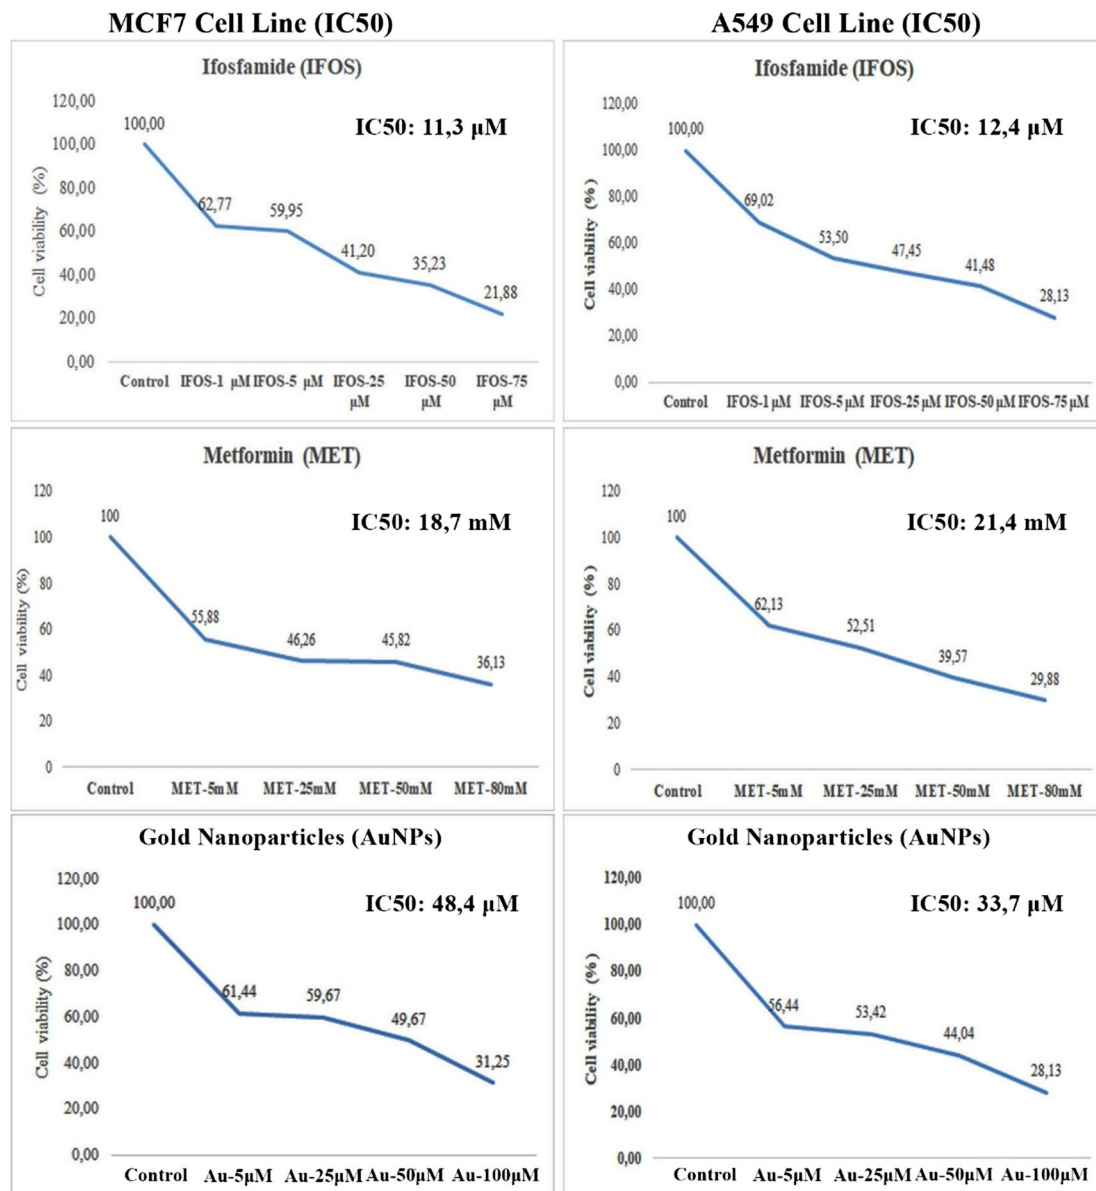 MCF7 Cell Line (IC50)
A549 Cell Line (IC50)
Ifosfamide (IFOS)
IC50: 11,3 µM
Cell viability (%)
120,00
100,00
80,00
60,00
40,00
20,00
0,00
100,00
62,77
59,95
41,20
35,23
21,88
Control IFOS-1 µM IFOS-5 µM IFOS-25 µM IFOS-50 µM IFOS-75 µM
Ifosfamide (IFOS)
IC50: 12,4 µM
Cell viability (%)
120,00
100,00
80,00
60,00
40,00
20,00
0,00
100,00
69,02
53,50
47,45
41,48
28,13
Control IFOS-1 µM IFOS-5 µM IFOS-25 µM IFOS-50 µM IFOS-75 µM
Metformin (MET)
IC50: 18,7 mM
Cell viability (%)
120
100
80
60
40
20
0
100
55,88
46,26
45,82
36,13
Control MET-5mM MET-25mM MET-50mM MET-80mM
Metformin (MET)
IC50: 21,4 mM
Cell viability (%)
120
100
80
60
40
20
0
100
62,13
52,51
39,57
29,88
Control MET-5mM MET-25mM MET-50mM MET-80mM
Gold Nanoparticles (AuNPs)
IC50: 48,4 µM
Cell viability (%)
120,00
100,00
80,00
60,00
40,00
20,00
0,00
100,00
61,44
59,67
49,67
31,25
Control Au-5µM Au-25µM Au-50µM Au-100µM
Gold Nanoparticles (AuNPs)
IC50: 33,7 µM
Cell viability (%)
120,00
100,00
80,00
60,00
40,00
20,00
0,00
100,00
56,44
53,42
44,04
28,13
Control Au-5µM Au-25µM Au-50µM Au-100µM